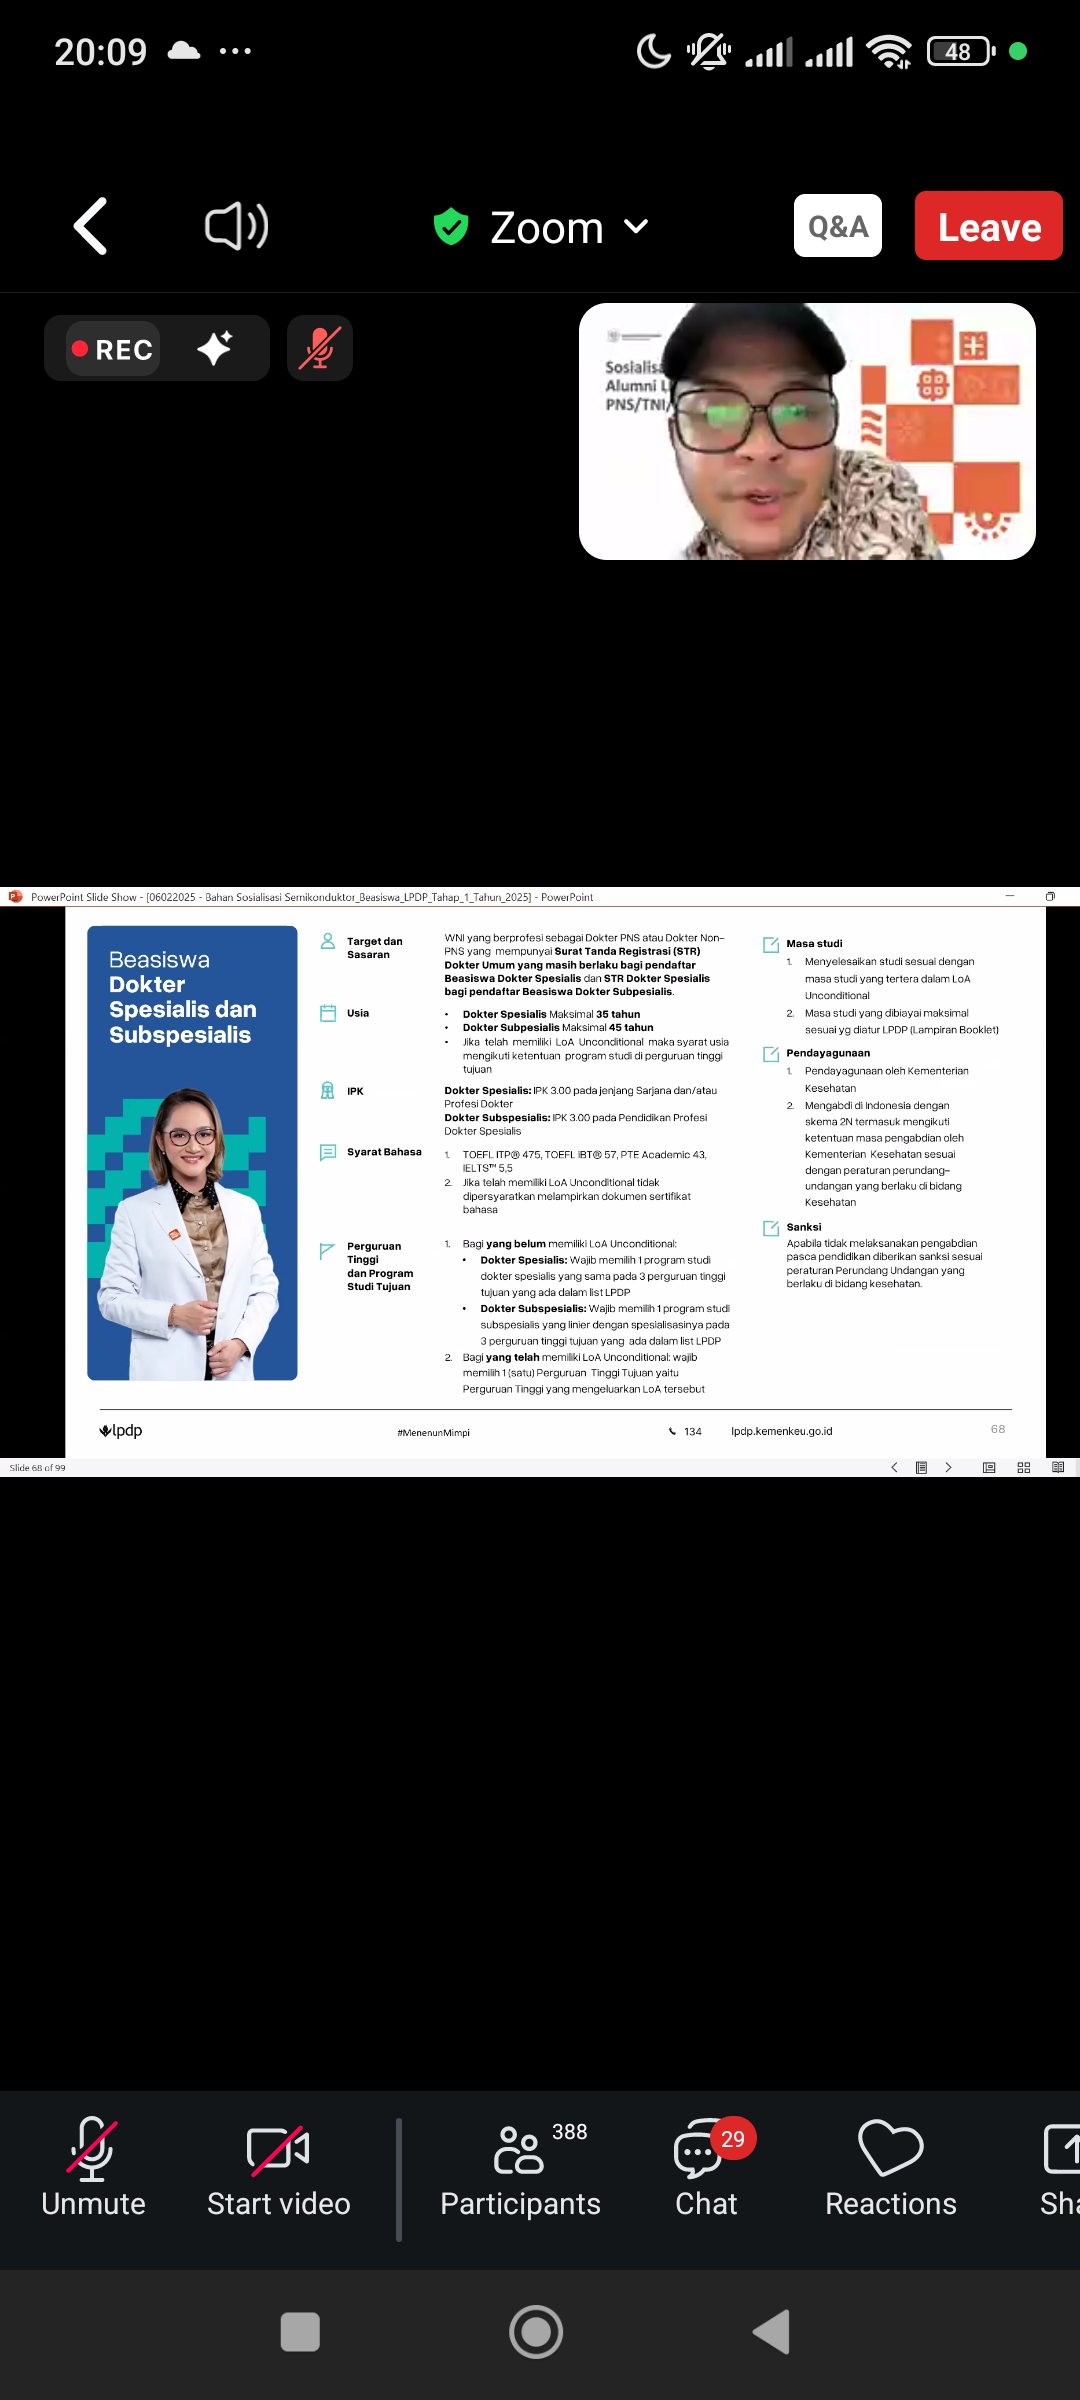 20:09
48
Zoom
Q&A
Leave
REC
Sosialisa
Alumni L
PNS/TNI/
PowerPoint Slide Show - [06022025 - Bahan Sosialisasi Semikonduktor_Beasiswa_LPDP_Tahap_1_Tahun_2025] - PowerPoint
Beasiswa
Dokter
Spesialis dan
Subspesialis
Target dan
Sasaran
WNI yang berprofesi sebagai Dokter PNS atau Dokter Non-
PNS yang mempunyai Surat Tanda Registrasi (STR)
Dokter Umum yang masih berlaku bagi pendaftar
Beasiswa Dokter Spesialis dan STR Dokter Spesialis
bagi pendaftar Beasiswa Dokter Subpesialis.
Usia
• Dokter Spesialis Maksimal 35 tahun
• Dokter Subpesialis Maksimal 45 tahun
• Jika telah memiliki LoA Unconditional maka syarat usia
mengikuti ketentuan program studi di perguruan tinggi
tujuan
IPK
Dokter Spesialis: IPK 3.00 pada jenjang Sarjana dan/atau
Profesi Dokter
Dokter Subspesialis: IPK 3.00 pada Pendidikan Profesi
Dokter Spesialis
Syarat Bahasa
1. TOEFL ITP® 475, TOEFL iBT® 57, PTE Academic 43,
IELTS™ 5,5
2. Jika telah memiliki LoA Unconditional tidak
dipersyaratkan melampirkan dokumen sertifikat
bahasa
Perguruan
Tinggi
dan Program
Studi Tujuan
1. Bagi yang belum memiliki LoA Unconditional:
• Dokter Spesialis: Wajib memilih 1 program studi
dokter spesialis yang sama pada 3 perguruan tinggi
tujuan yang ada dalam list LPDP
• Dokter Subspesialis: Wajib memilih 1 program studi
subspesialis yang linier dengan spesialisasinya pada
3 perguruan tinggi tujuan yang ada dalam list LPDP
2. Bagi yang telah memiliki LoA Unconditional: wajib
memilih 1 (satu) Perguruan Tinggi Tujuan yaitu
Perguruan Tinggi yang mengeluarkan LoA tersebut
Masa studi
1. Menyelesaikan studi sesuai dengan
masa studi yang tertera dalam LoA
Unconditional
2. Masa studi yang dibiayai maksimal
sesuai yg diatur LPDP (Lampiran Booklet)
Pendayagunaan
1. Pendayagunaan oleh Kementerian
Kesehatan
2. Mengabdi di Indonesia dengan
skema 2N termasuk mengikuti
ketentuan masa pengabdian oleh
Kementerian Kesehatan sesuai
dengan peraturan perundang-
undangan yang berlaku di bidang
Kesehatan
Sanksi
Apabila tidak melaksanakan pengabdian
pasca pendidikan diberikan sanksi sesuai
peraturan Perundang Undangan yang
berlaku di bidang kesehatan.
lpdp
#MenenunMimpi
134
lpdp.kemenkeu.go.id
68
Slide 68 of 99
388
29
Unmute
Start video
Participants
Chat
Reactions
Sha